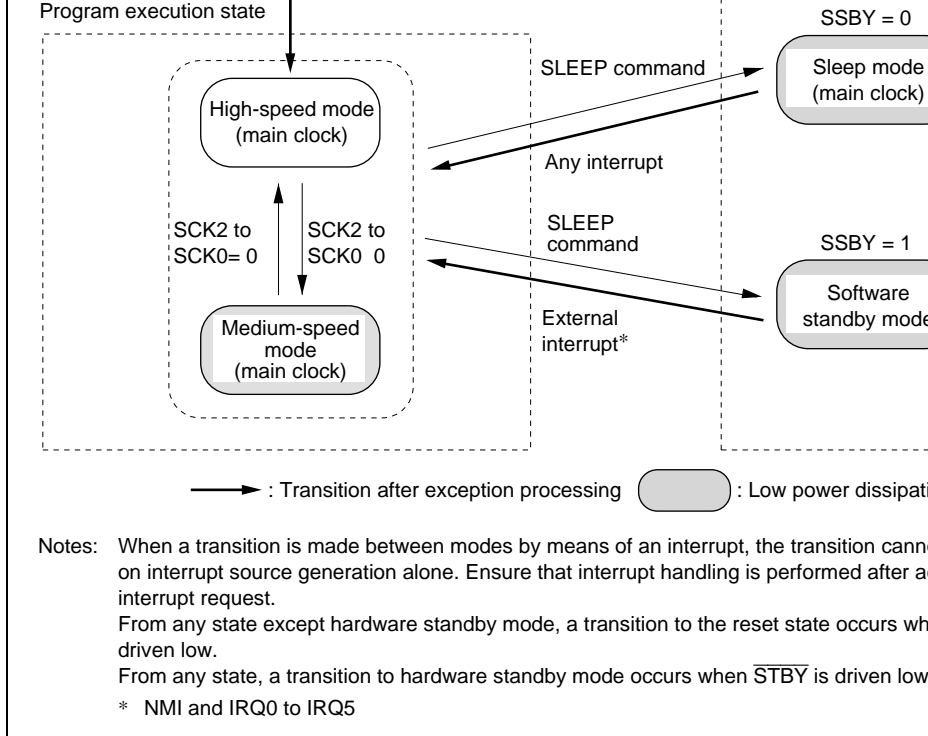 Program execution state
SSBY = 0
High-speed mode
(main clock)
SLEEP command
Sleep mode
(main clock)
Any interrupt
SCK2 to
SCK0= 0
SCK2 to
SCK0 0
SLEEP
command
SSBY = 1
Medium-speed
mode
(main clock)
External
interrupt*
Software
standby mode
: Transition after exception processing
: Low power dissipati
Notes: When a transition is made between modes by means of an interrupt, the transition cann
on interrupt source generation alone. Ensure that interrupt handling is performed after a
interrupt request.
From any state except hardware standby mode, a transition to the reset state occurs wh
driven low.
From any state, a transition to hardware standby mode occurs when STBY is driven low
* NMI and IRQ0 to IRQ5